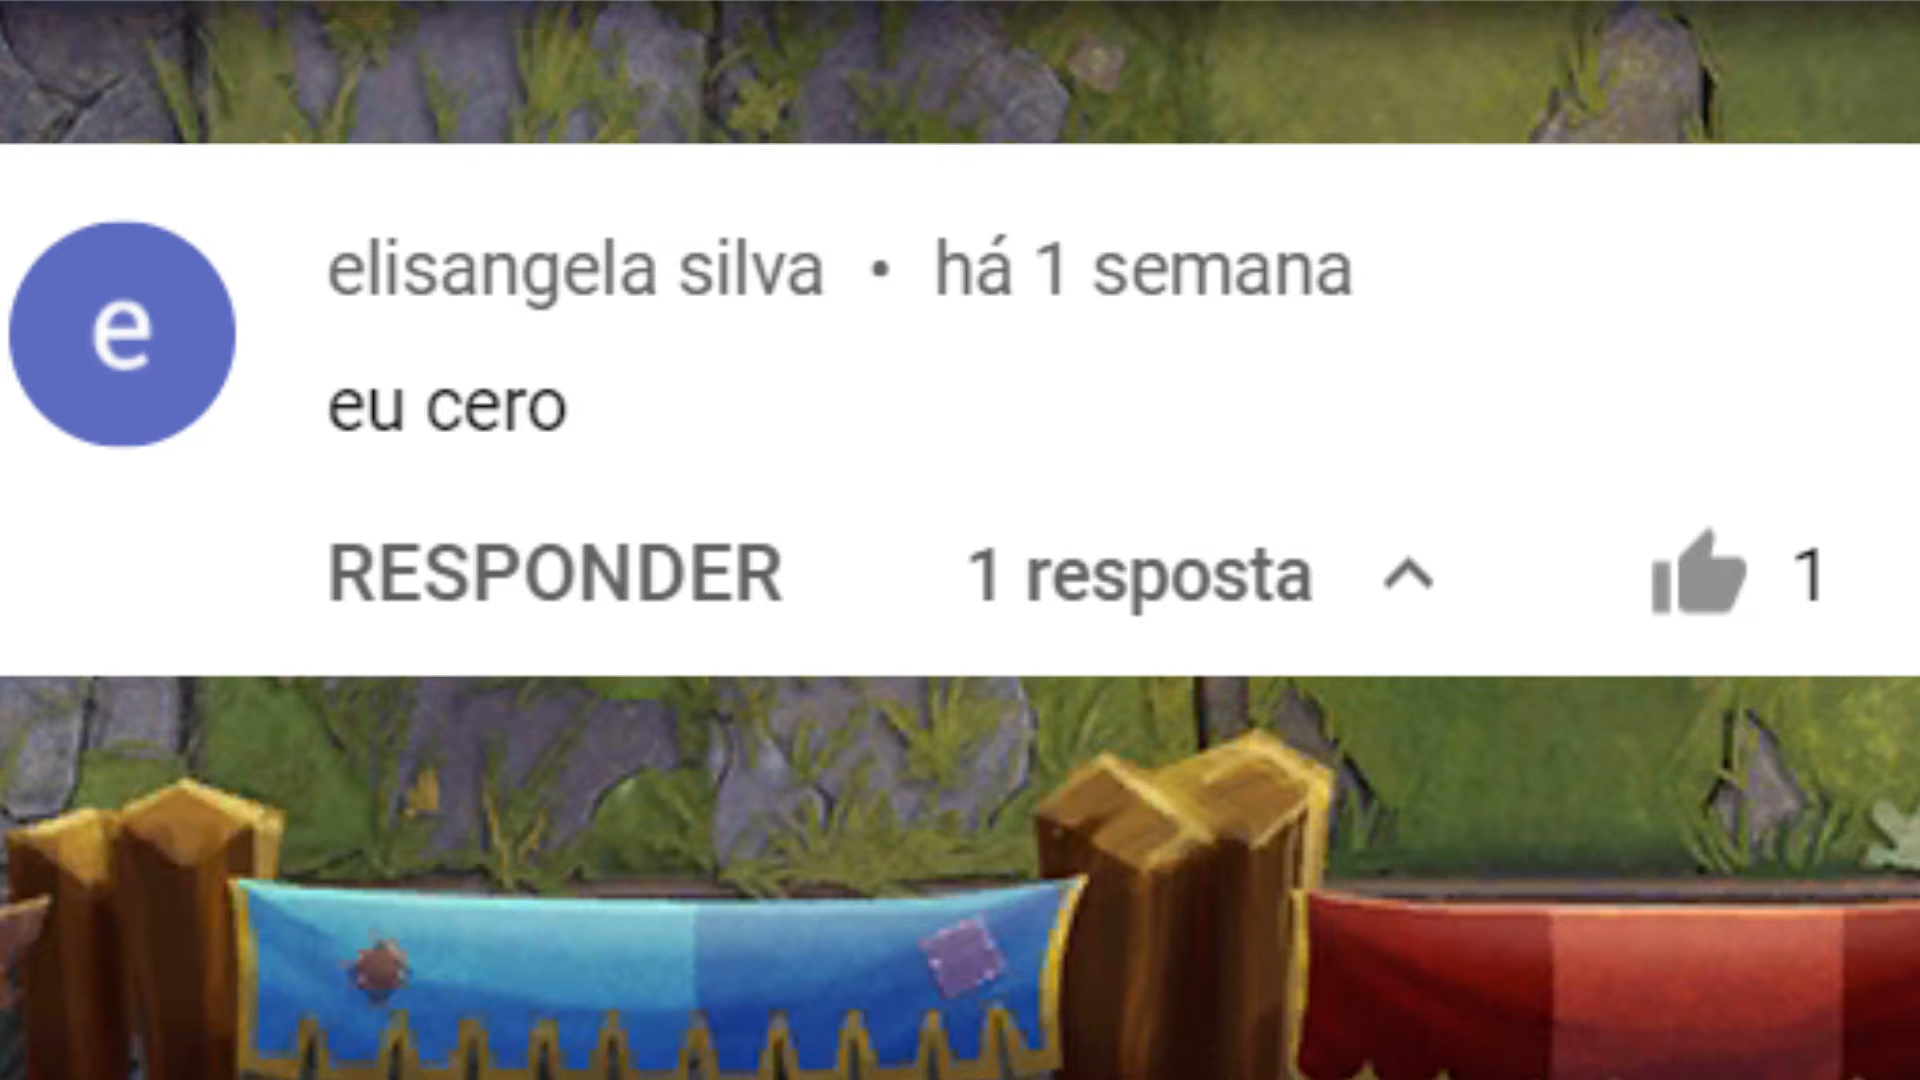 e
elisangela silva • há 1 semana
eu cero
RESPONDER 1 resposta 1